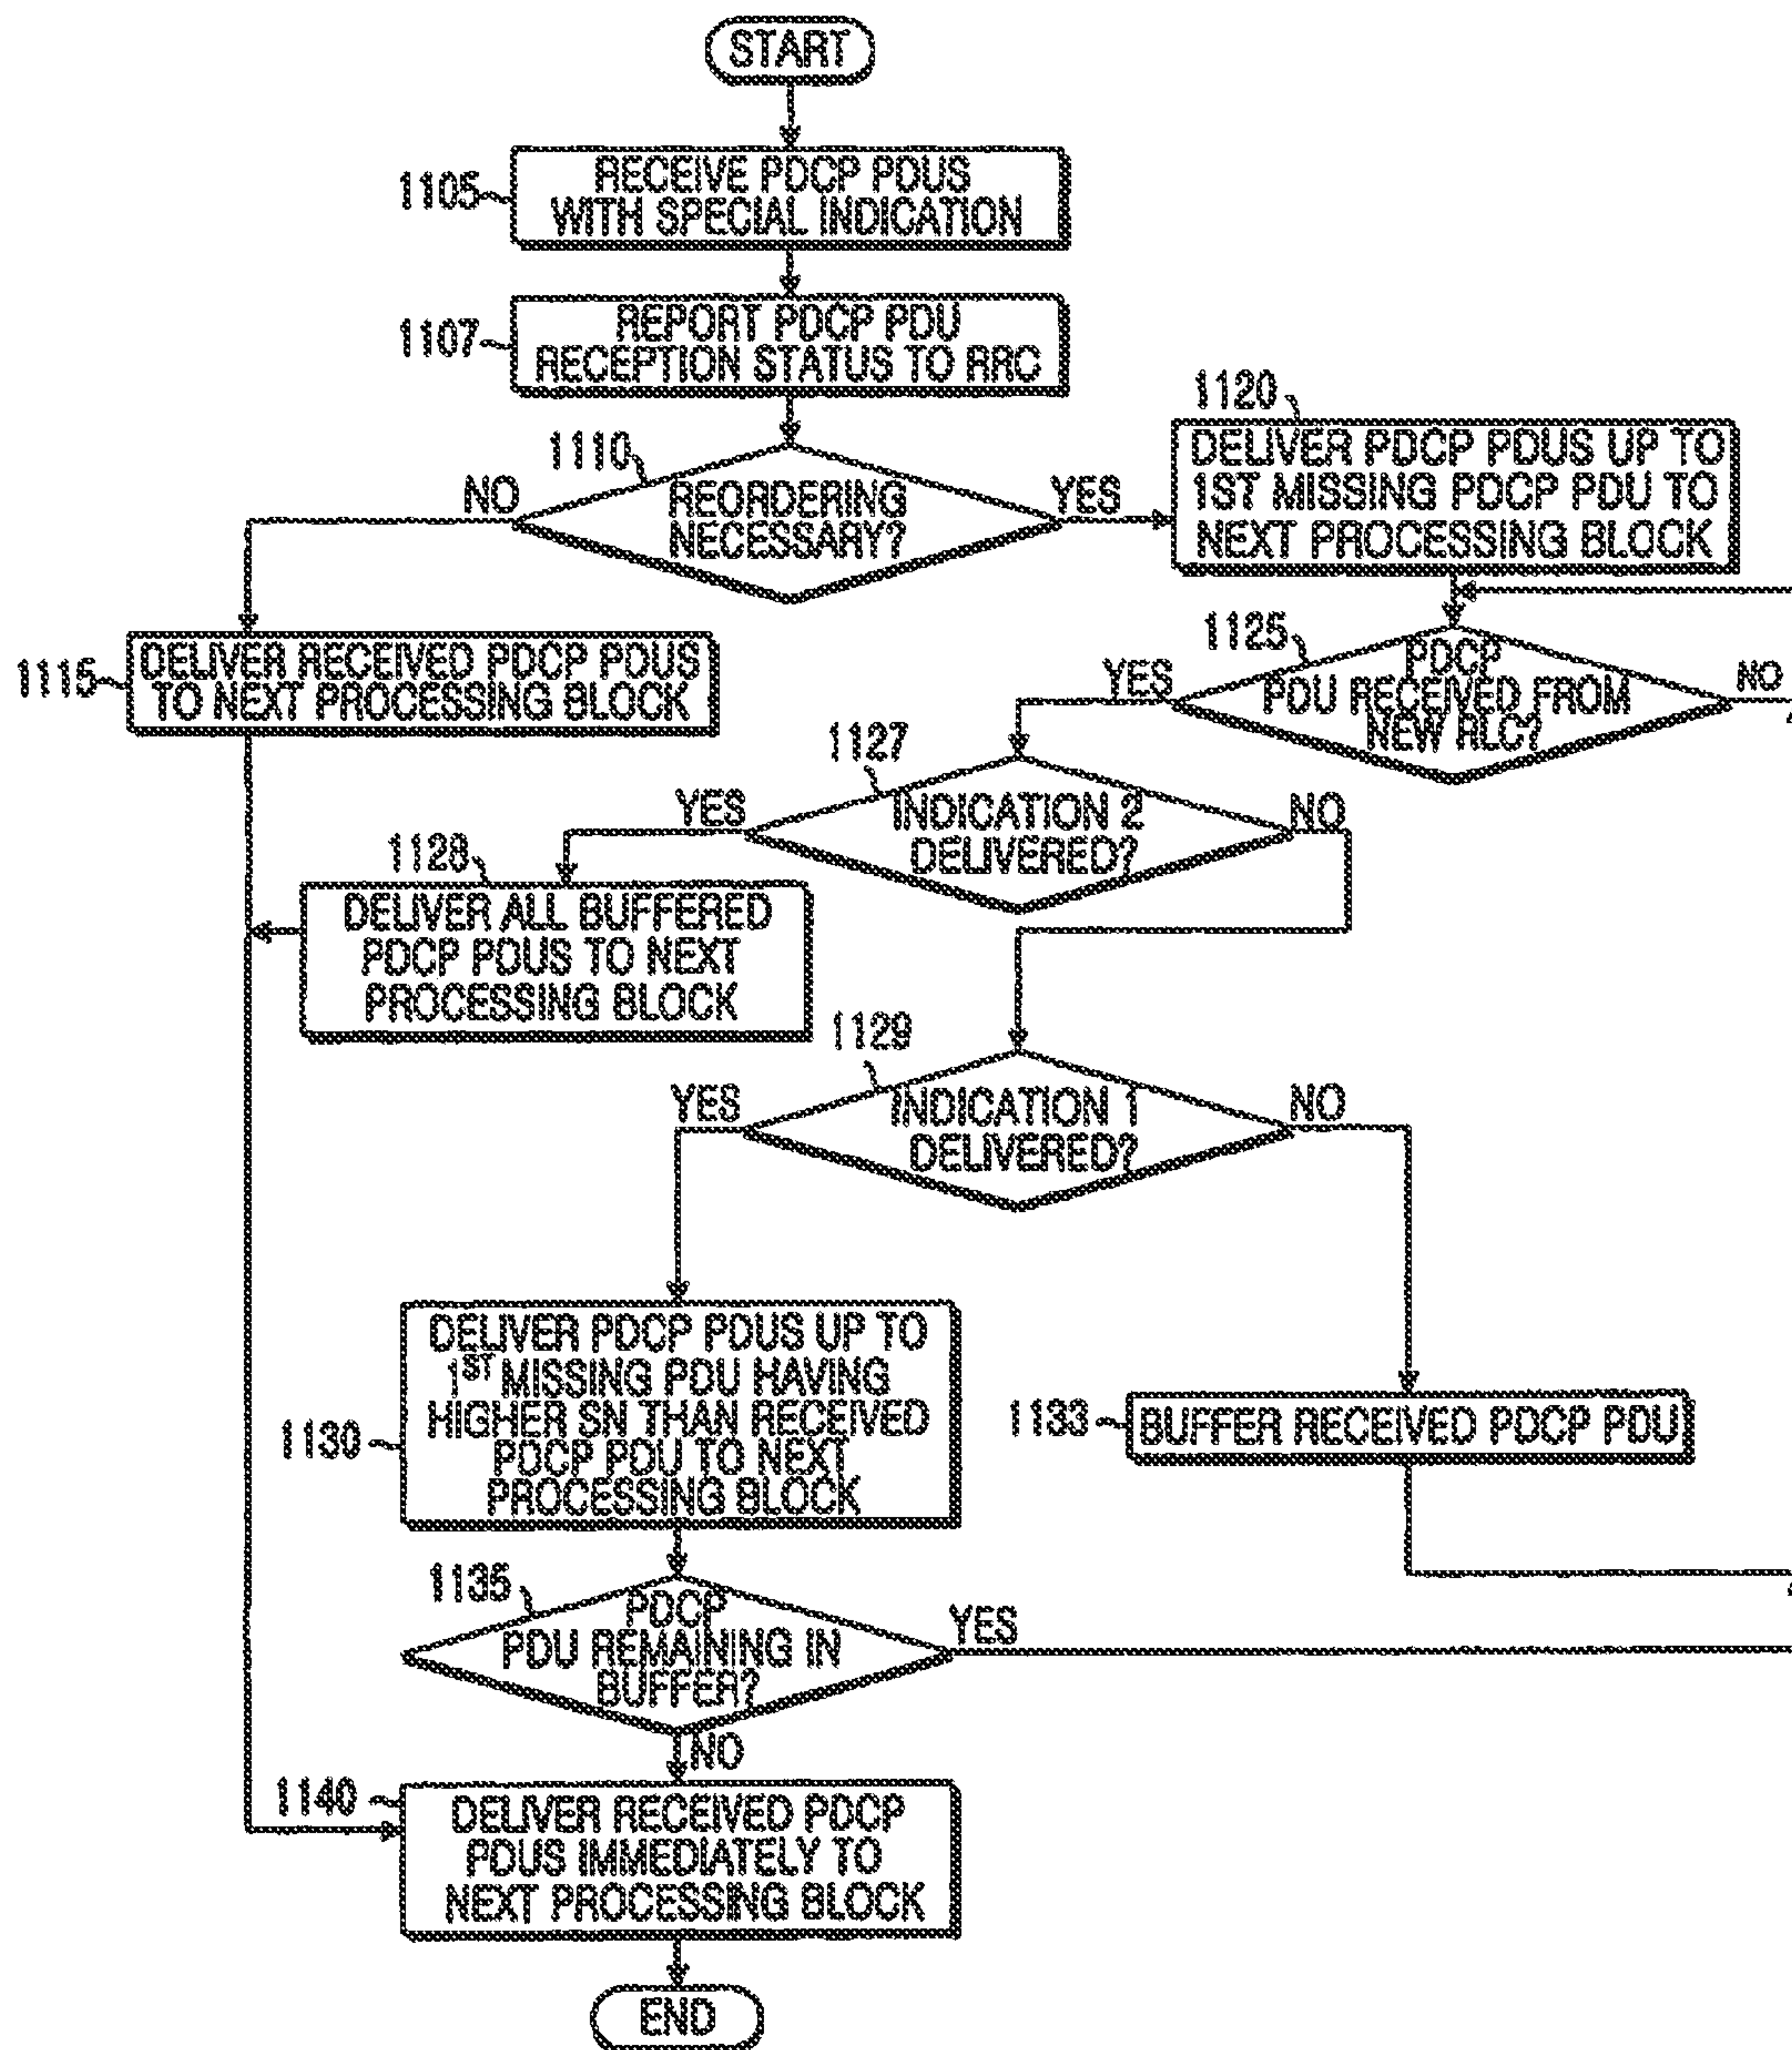 START
1105
RECEIVE PDCP PDUS
WITH SPECIAL INDICATION
1107
REPORT PDCP PDU
RECEPTION STATUS TO RRC
1110
NO
REORDERING
NECESSARY?
YES
1120
DELIVER PDCP PDUS UP TO
1ST MISSING PDCP PDU TO
NEXT PROCESSING BLOCK
1115
DELIVER RECEIVED PDCP PDUS
TO NEXT PROCESSING BLOCK
1125
YES
PDCP
PDU RECEIVED FROM
NEW RLC?
NO
1127
YES
INDICATION 2
DELIVERED?
NO
1128
DELIVER ALL BUFFERED
PDCP PDUS TO NEXT
PROCESSING BLOCK
1129
YES
INDICATION 1
DELIVERED?
NO
1130
DELIVER PDCP PDUS UP TO
1ST MISSING PDU HAVING
HIGHER SN THAN RECEIVED
PDCP PDU TO NEXT
PROCESSING BLOCK
1133
BUFFER RECEIVED PDCP PDU
1135
PDCP
PDU REMAINING IN
BUFFER?
YES
NO
1140
DELIVER RECEIVED PDCP
PDUS IMMEDIATELY TO
NEXT PROCESSING BLOCK
END